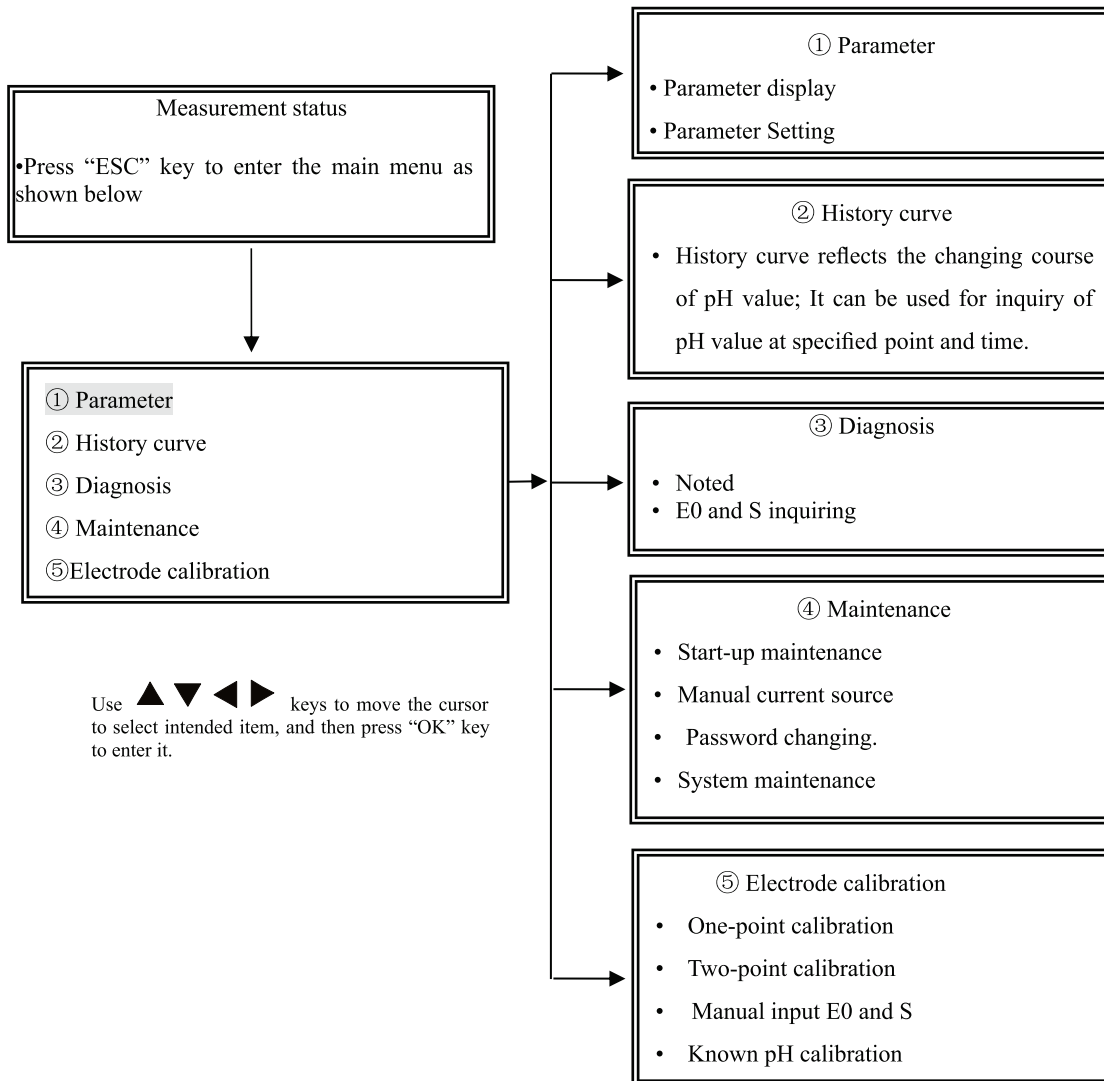 Measurement status
•Press “ESC” key to enter the main menu as
shown below
① Parameter
② History curve
③ Diagnosis
④ Maintenance
⑤Electrode calibration
Use ▲ ▼ ◀ ▶ keys to move the cursor
to select intended item, and then press “OK” key
to enter it.
① Parameter
• Parameter display
• Parameter Setting
② History curve
• History curve reflects the changing course
of pH value; It can be used for inquiry of
pH value at specified point and time.
③ Diagnosis
• Noted
• E0 and S inquiring
④ Maintenance
• Start-up maintenance
• Manual current source
• Password changing.
• System maintenance
⑤ Electrode calibration
• One-point calibration
• Two-point calibration
• Manual input E0 and S
• Known pH calibration